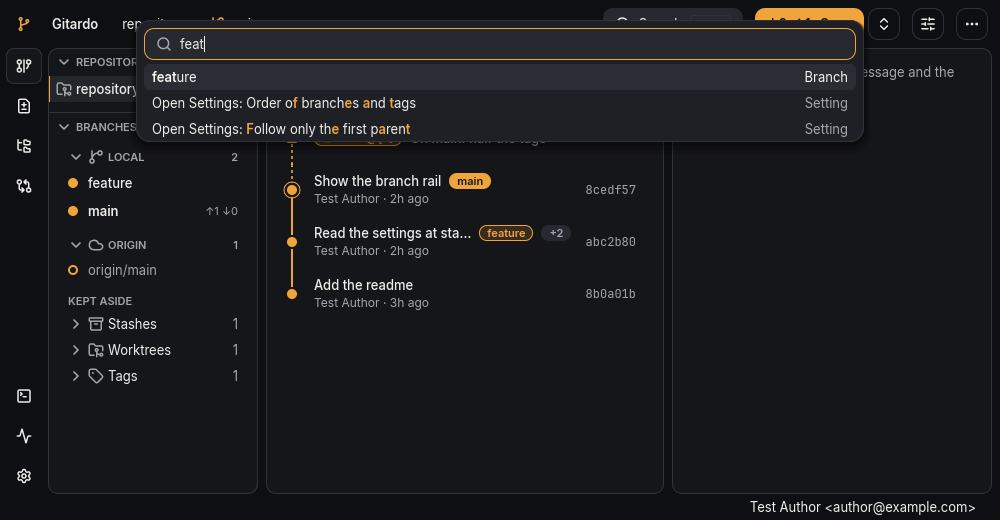 Gitardo
feat
feature Branch
Open Settings: Order of branches and tags Setting
Open Settings: Follow only the first parent Setting
REPOSITOR
repository
essage and the
BRANCHES
LOCAL 2
feature
main ↑1 ↓0
ORIGIN 1
origin/main
KEPT ASIDE
Stashes 1
Worktrees 1
Tags 1
Show the branch rail main
Test Author · 2h ago 8cedf57
Read the settings at sta... feature +2
Test Author · 2h ago abc2b80
Add the readme
Test Author · 3h ago 8b0a01b
Test Author <author@example.com>